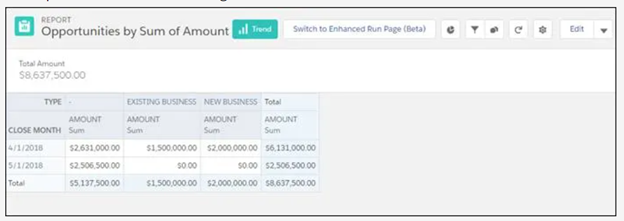 REPORT
Opportunities by Sum of Amount Trend Switch to Enhanced Run Page (Beta) Edit
Total Amount
$8,637,500.00
TYPE - EXISTING BUSINESS NEW BUSINESS Total
AMOUNT AMOUNT AMOUNT AMOUNT
CLOSE MONTH Sum Sum Sum Sum
4/1/2018 $2,631,000.00 $1,500,000.00 $2,000,000.00 $6,131,000.00
5/1/2018 $2,506,500.00 $0.00 $0.00 $2,506,500.00
Total $5,137,500.00 $1,500,000.00 $2,000,000.00 $8,637,500.00